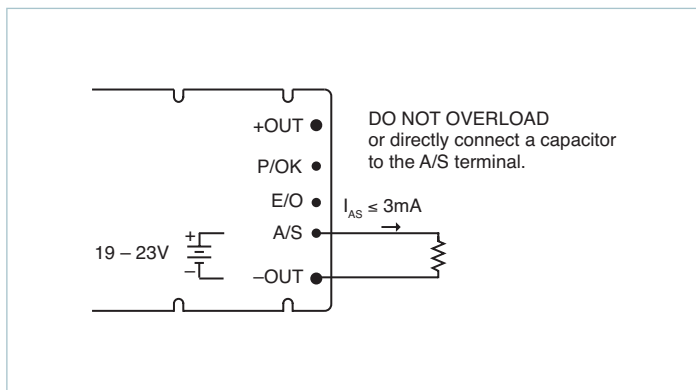 +OUT
DO NOT OVERLOAD
or directly connect a capacitor
to the A/S terminal.
P/OK
E/O
I_AS ≤ 3mA
A/S
19 – 23V
+
–
–OUT